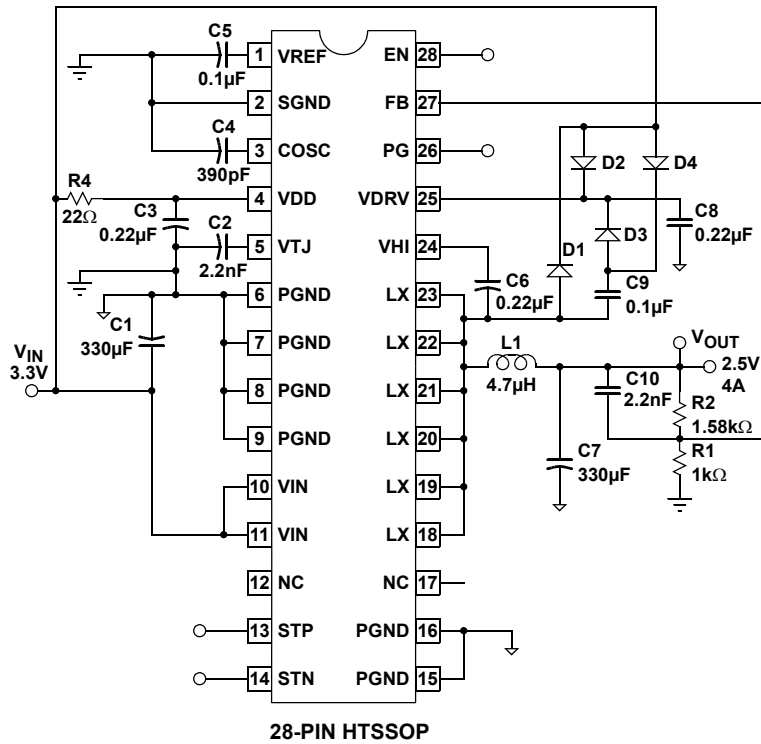 C5
0.1µF
1 VREF
EN 28
2 SGND
FB 27
C4
390pF
3 COSC
PG 26
D2
D4
R4
22Ω
C3
0.22µF
4 VDD
VDRV 25
C8
0.22µF
C2
2.2nF
5 VTJ
VHI 24
D1
D3
C6
0.22µF
C9
0.1µF
6 PGND
LX 23
C1
330µF
7 PGND
LX 22
L1
4.7µH
VOUT
2.5V
4A
VIN
3.3V
8 PGND
LX 21
C10
2.2nF
R2
1.58kΩ
9 PGND
LX 20
C7
330µF
R1
1kΩ
10 VIN
LX 19
11 VIN
LX 18
12 NC
NC 17
13 STP
PGND 16
14 STN
PGND 15
28-PIN HTSSOP